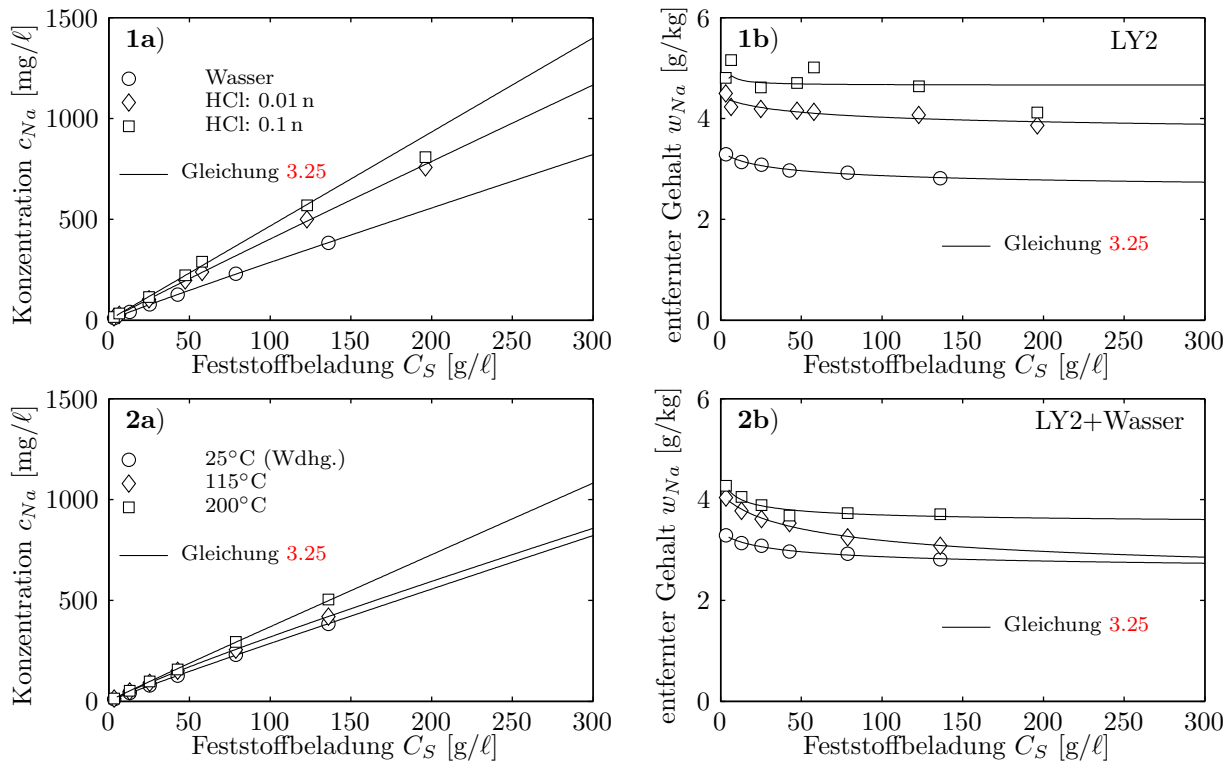 1a)
Wasser
HCl: 0.01 n
HCl: 0.1 n
Gleichung 3.25
Konzentration c_Na [mg/ℓ]
1500
1000
500
0
0 50 100 150 200 250 300
Feststoffbeladung C_S [g/ℓ]
1b)
LY2
Gleichung 3.25
entfernter Gehalt w_Na [g/kg]
6
4
2
0
0 50 100 150 200 250 300
Feststoffbeladung C_S [g/ℓ]
2a)
25°C (Wdhg.)
115°C
200°C
Gleichung 3.25
Konzentration c_Na [mg/ℓ]
1500
1000
500
0
0 50 100 150 200 250 300
Feststoffbeladung C_S [g/ℓ]
2b)
LY2+Wasser
Gleichung 3.25
entfernter Gehalt w_Na [g/kg]
6
4
2
0
0 50 100 150 200 250 300
Feststoffbeladung C_S [g/ℓ]